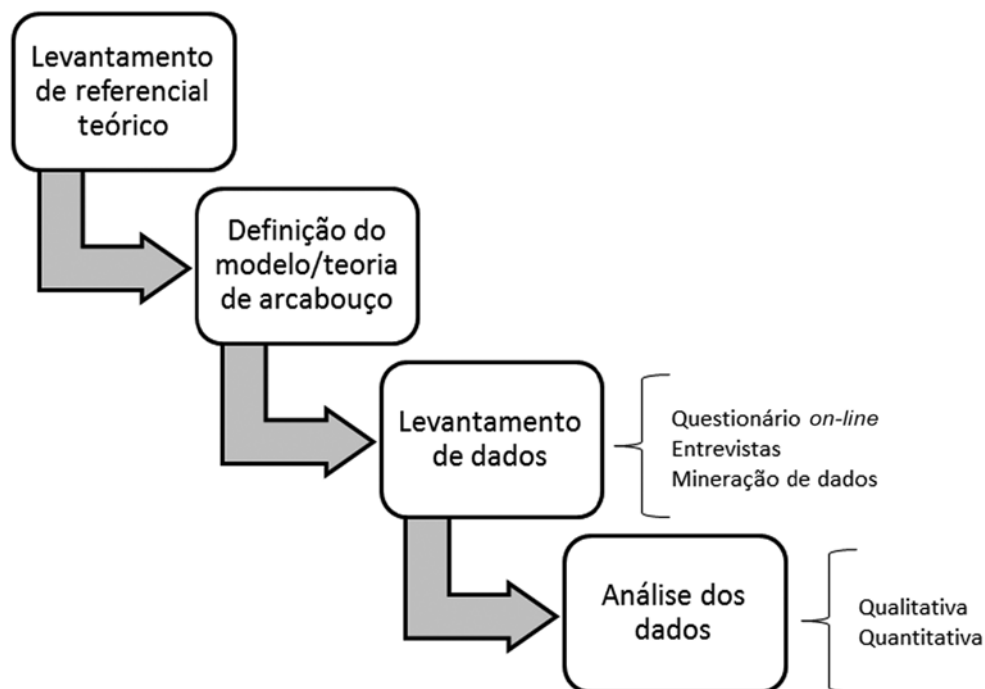 Levantamento
de referencial
teórico
Definição do
modelo/teoria
de arcabouço
Levantamento
de dados
Questionário on-line
Entrevistas
Mineração de dados
Análise dos
dados
Qualitativa
Quantitativa